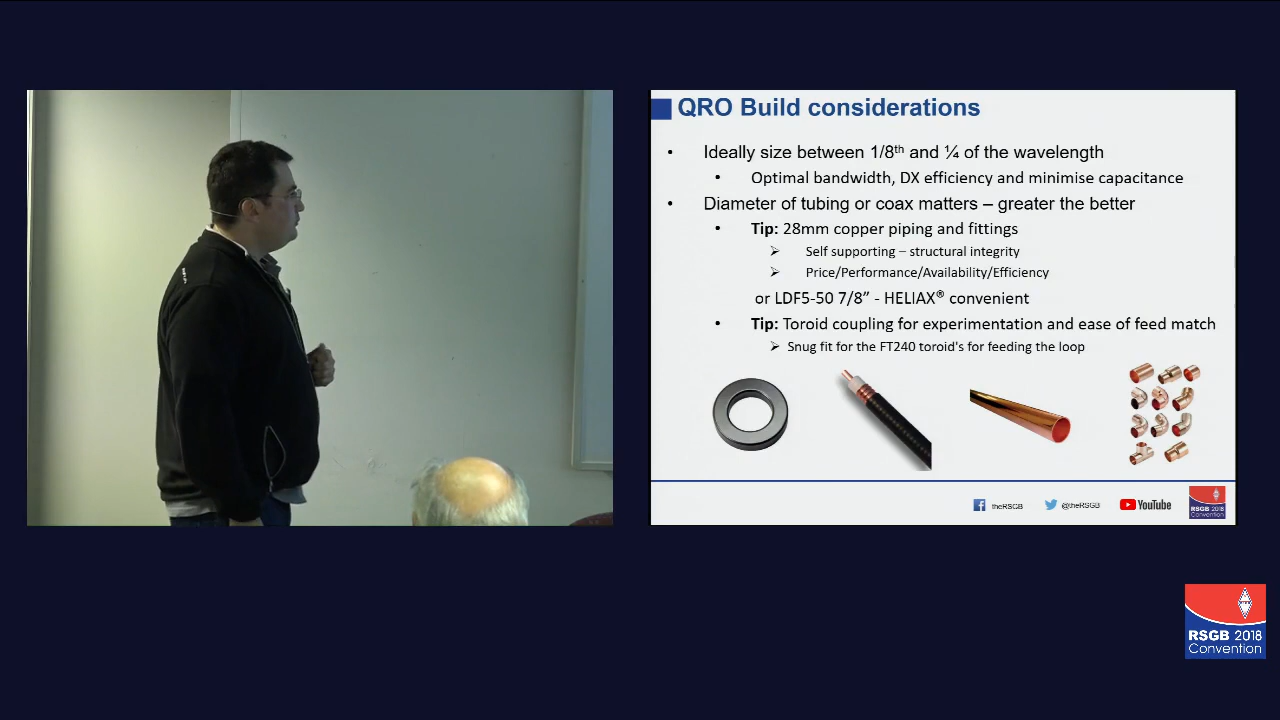 QRO Build considerations
• Ideally size between 1/8th and ¼ of the wavelength
• Optimal bandwidth, DX efficiency and minimise capacitance
• Diameter of tubing or coax matters – greater the better
• Tip: 28mm copper piping and fittings
➢ Self supporting – structural integrity
➢ Price/Performance/Availability/Efficiency
or LDF5-50 7/8” - HELIAX® convenient
• Tip: Toroid coupling for experimentation and ease of feed match
➢ Snug fit for the FT240 toroid's for feeding the loop
theRSGB
@theRSGB
YouTube
RSGB 2018
Convention
RSGB 2018
Convention